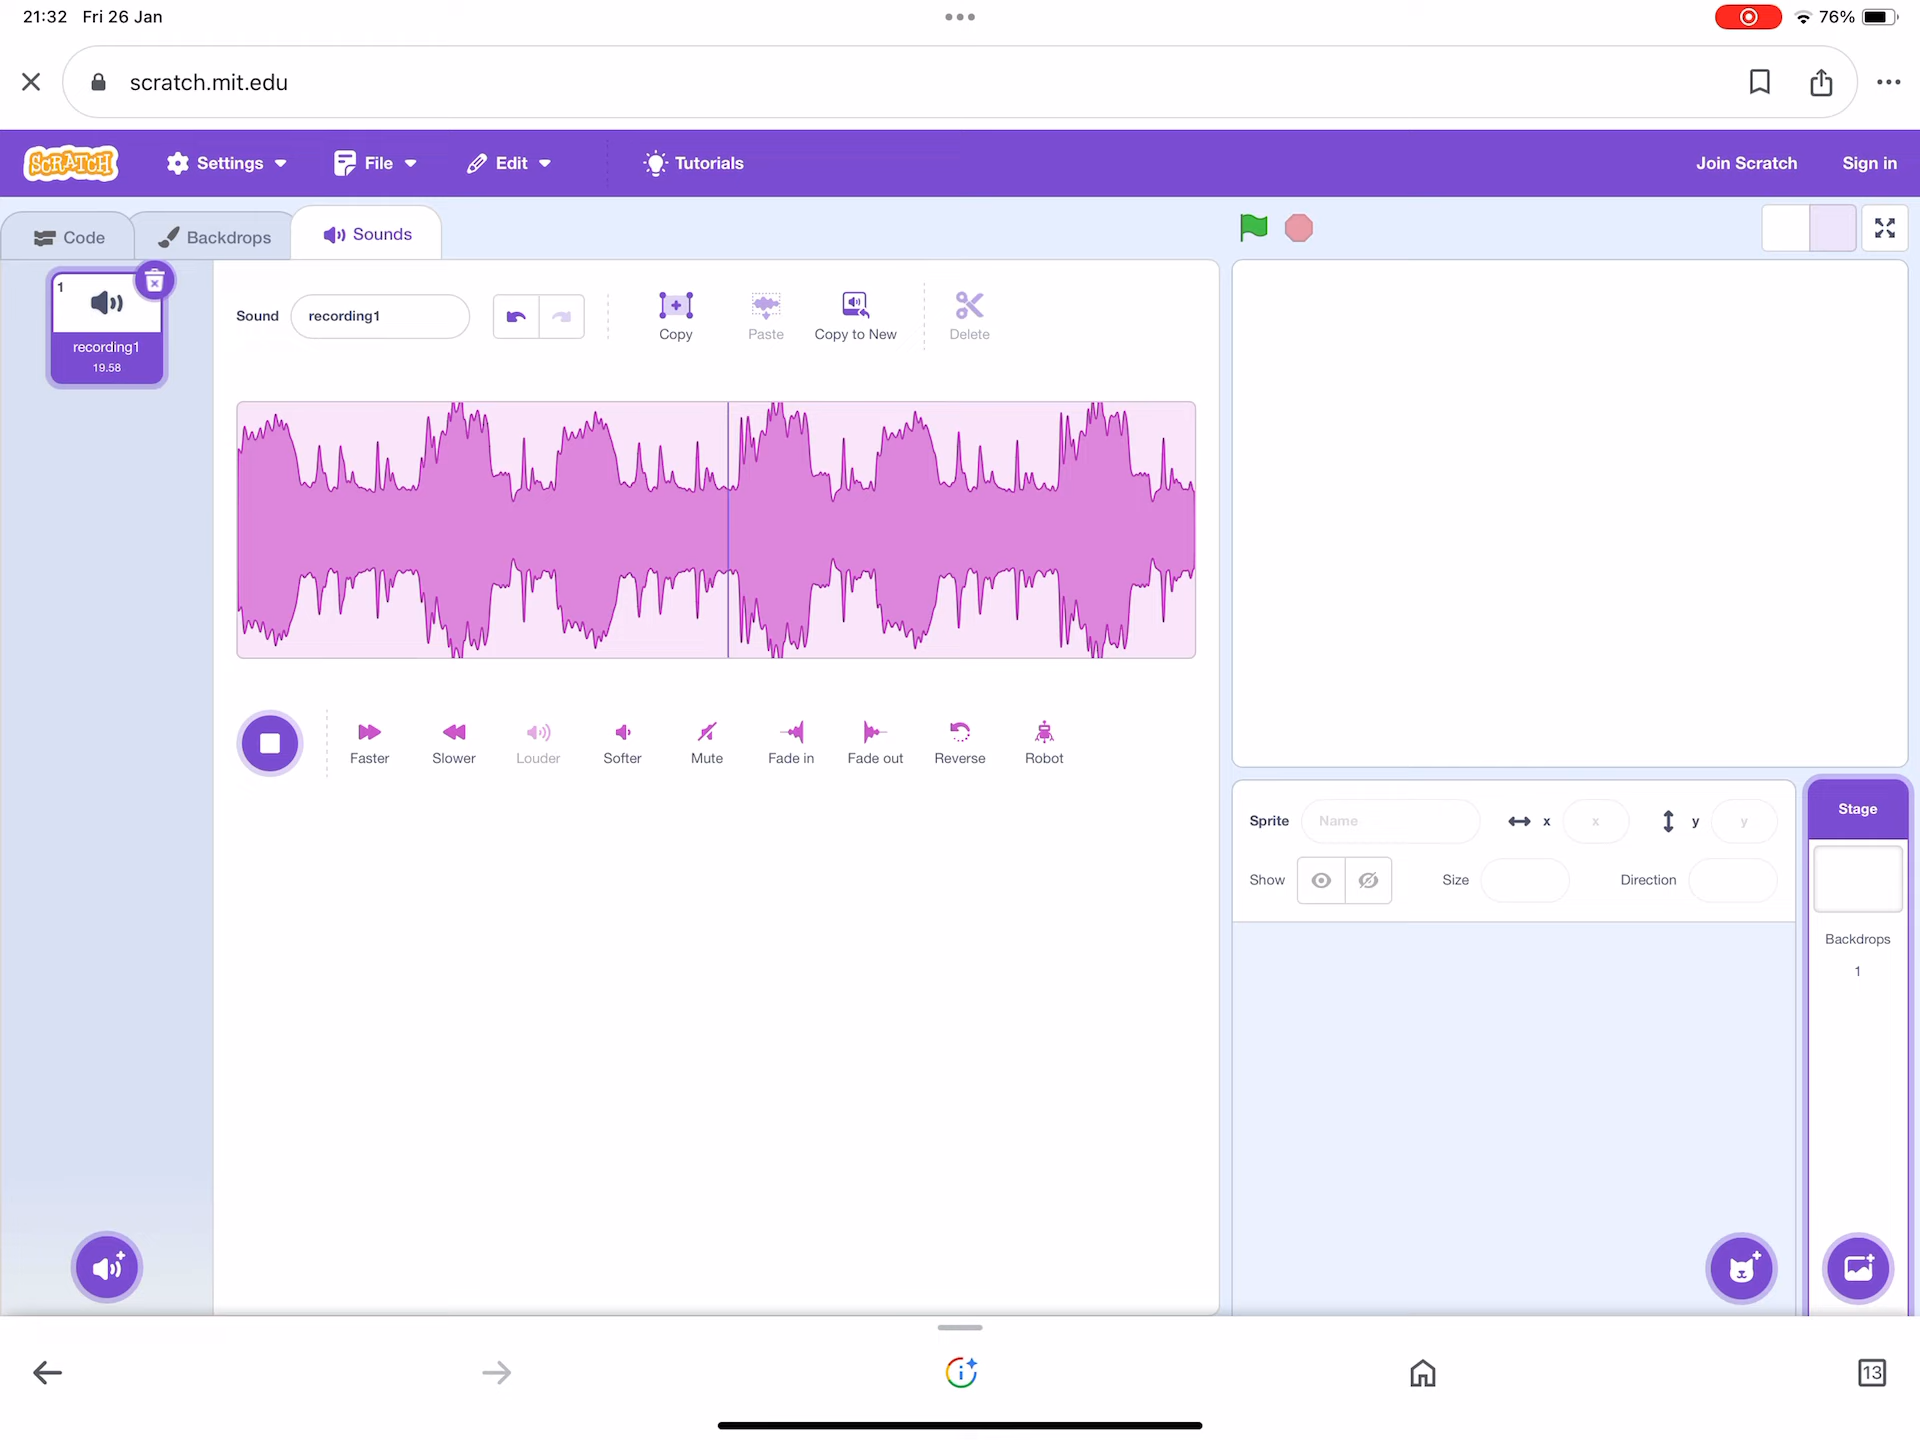 21:32 Fri 26 Jan
76%
scratch.mit.edu
SCRATCH
Settings
File
Edit
Tutorials
Join Scratch
Sign in
Code
Backdrops
Sounds
1
recording1
19.58
Sound
recording1
Copy
Paste
Copy to New
Delete
Faster
Slower
Louder
Softer
Mute
Fade in
Fade out
Reverse
Robot
Sprite
Name
x
x
y
y
Show
Size
Direction
Stage
Backdrops
1
13